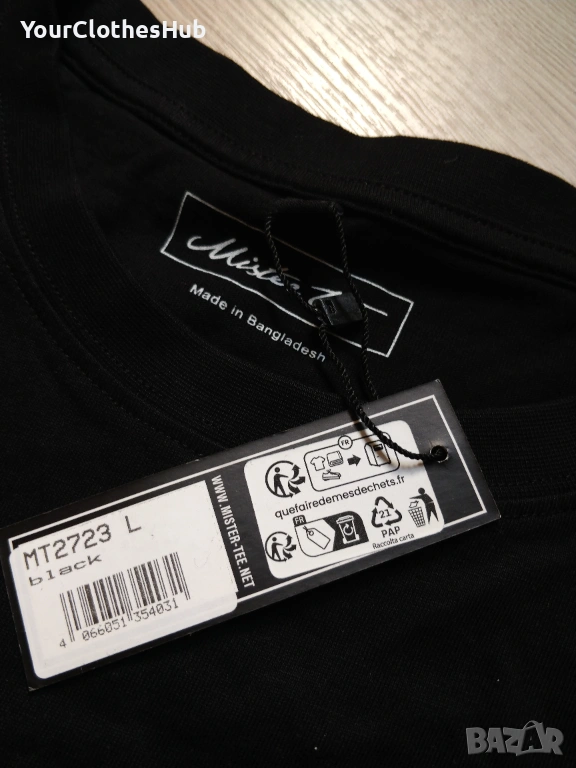 YourClothesHub
Mister T
Made in Bangladesh
WWW.MISTER-TEE.NET
FR
quefairedemesdechets.fr
FR
21
PAP
Raccolta carta
MT2723 L
black
4 066051 354031
BAZAR